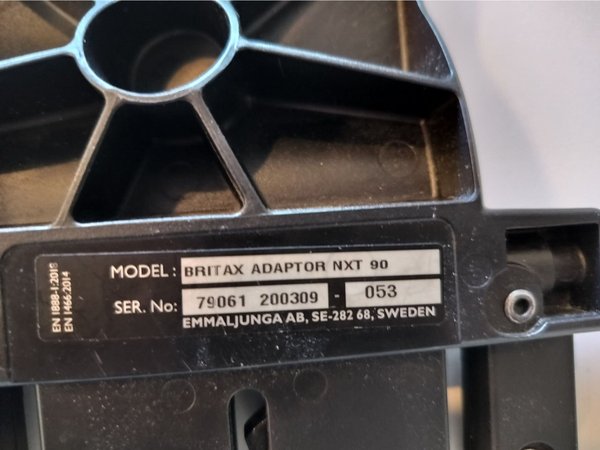 MODEL: BRITAX ADAPTOR NXT 90
SER. No: 79061 200309 - 053
EMMALJUNGA AB, SE-282 68, SWEDEN
EN 1888-1:2018
EN 1466:2014